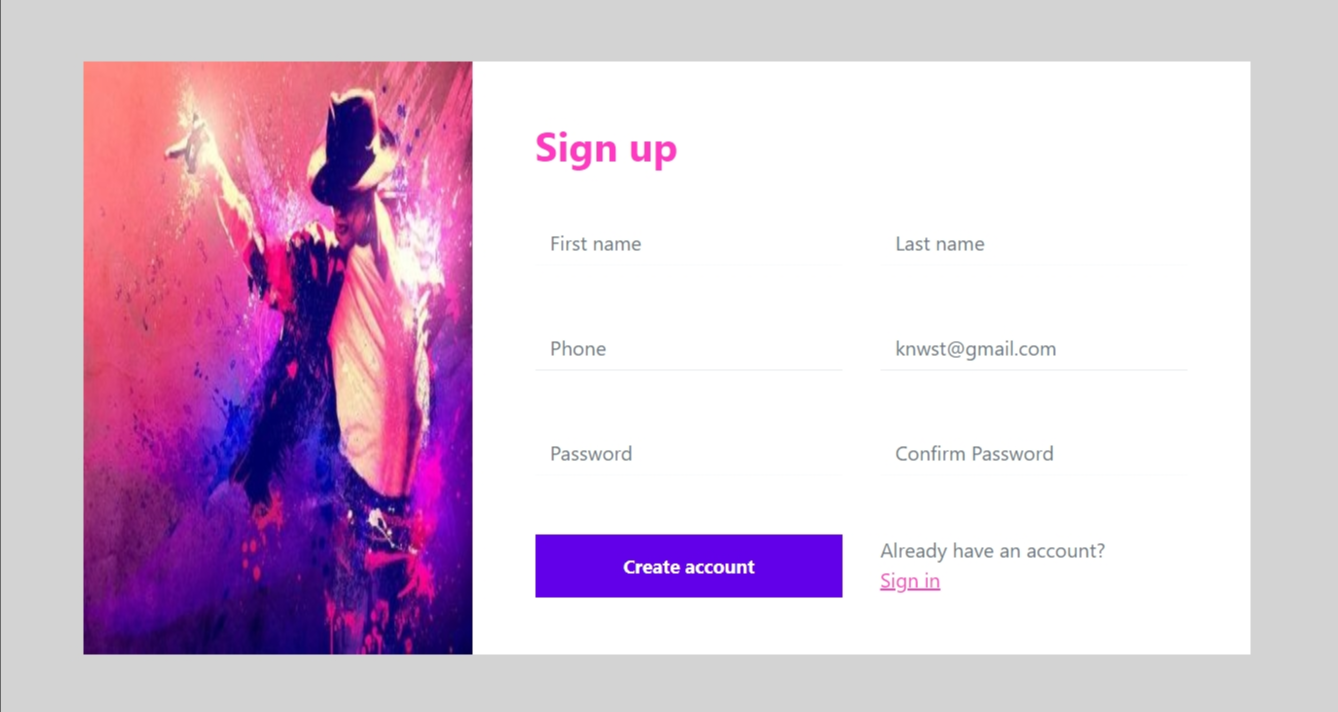 Sign up
First name
Last name
Phone
knwst@gmail.com
Password
Confirm Password
Create account
Already have an account?
Sign in